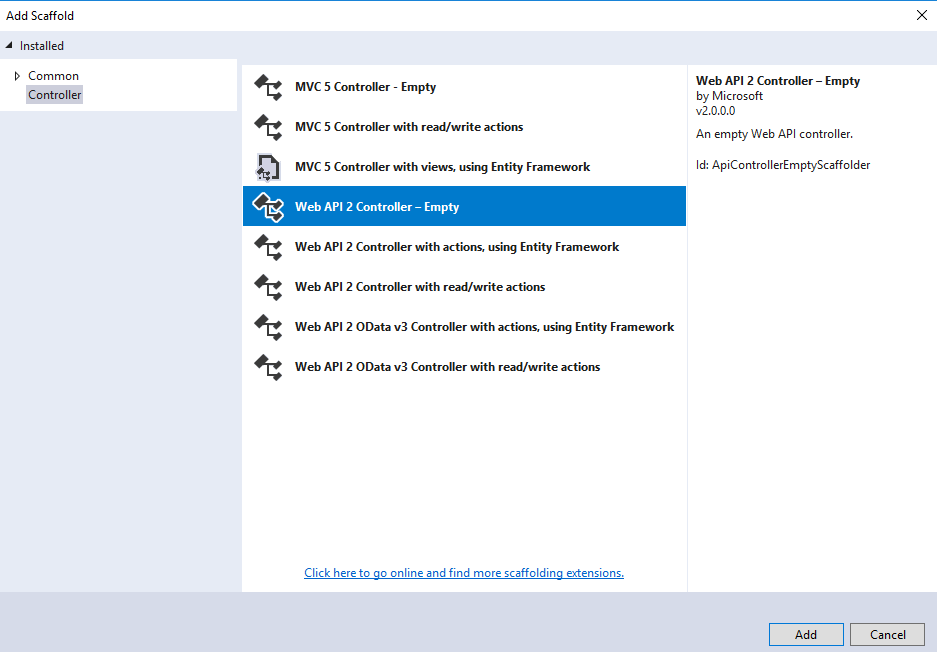 Add Scaffold
Installed
Common
Controller
MVC 5 Controller - Empty
MVC 5 Controller with read/write actions
MVC 5 Controller with views, using Entity Framework
Web API 2 Controller – Empty
Web API 2 Controller with actions, using Entity Framework
Web API 2 Controller with read/write actions
Web API 2 OData v3 Controller with actions, using Entity Framework
Web API 2 OData v3 Controller with read/write actions
Click here to go online and find more scaffolding extensions.
Web API 2 Controller – Empty
by Microsoft
v2.0.0.0
An empty Web API controller.
Id: ApiControllerEmptyScaffolder
Add
Cancel